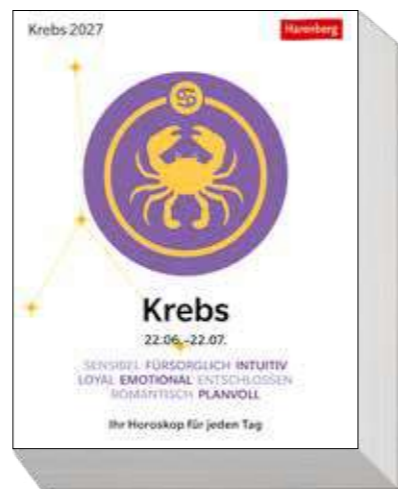 Krebs 2027
Harenberg
Krebs
22.06.–22.07.
SENSIBEL FÜRSORGLICH INTUITIV
LOYAL EMOTIONAL ENTSCHLOSSEN
ROMANTISCH PLANVOLL
Ihr Horoskop für jeden Tag